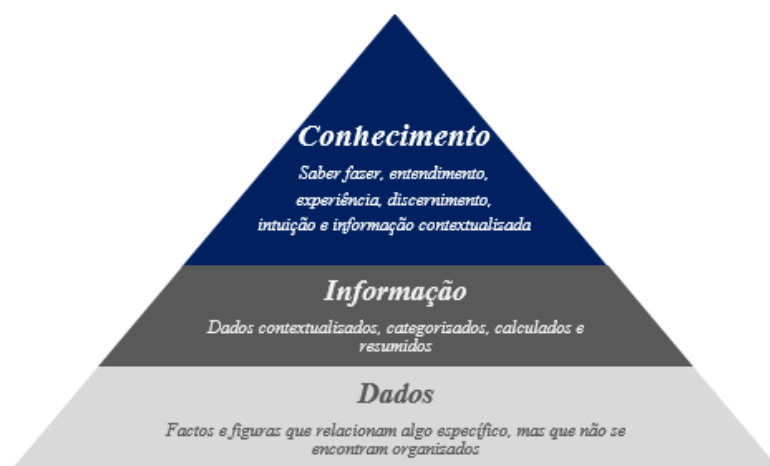 Conhecimento
Saber fazer, entendimento,
experiência, discernimento,
intuição e informação contextualizada
Informação
Dados contextualizados, categorizados, calculados e
resumidos
Dados
Factos e figuras que relacionam algo específico, mas que não se
encontram organizados